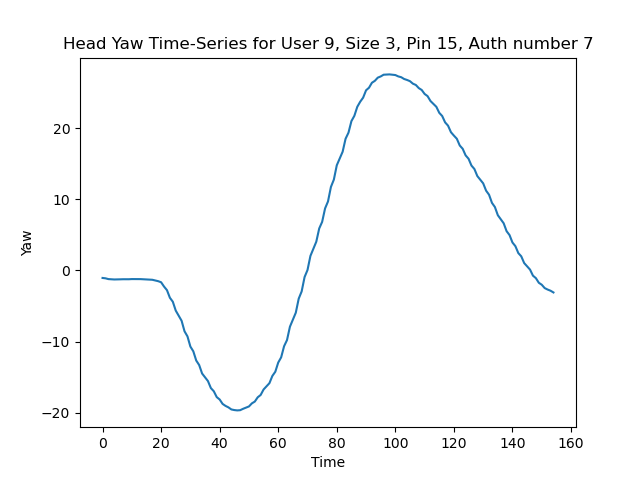 Head Yaw Time-Series for User 9, Size 3, Pin 15, Auth number 7
20
10
0
−10
−20
Yaw
0 20 40 60 80 100 120 140 160
Time